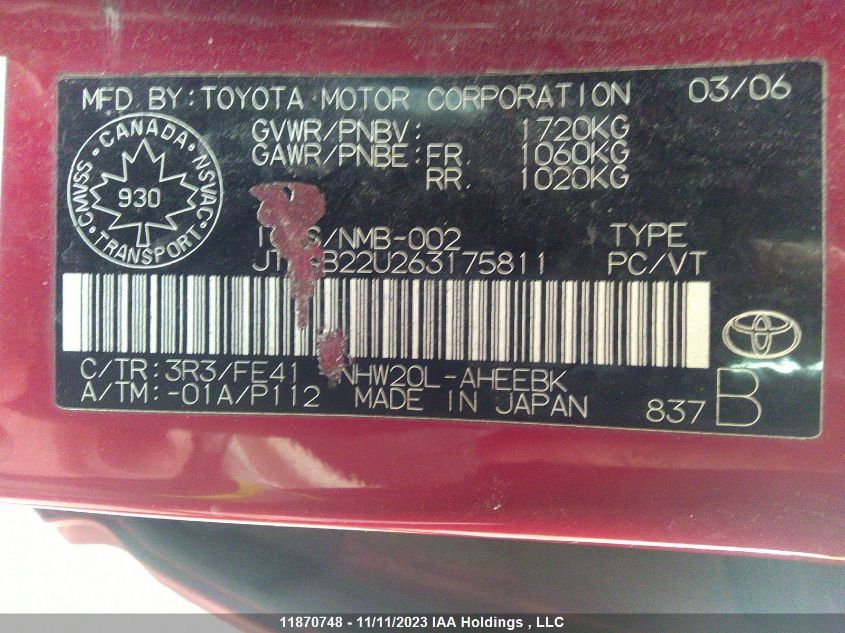 MFD BY:TOYOTA MOTOR CORPORATION 03/06
GVWR/PNBV: 1720KG
GAWR/PNBE:FR. 1060KG
RR. 1020KG
CANADA
CMVSS NSVAC
930
TRANSPORT
/NMB-002 TYPE
B22U263175811 PC/VT
C/TR: 3R3/FE41 NHW20L-AHEEBK
A/TM: -01A/P112 MADE IN JAPAN 837 B
11870748 - 11/11/2023 IAA Holdings , LLC